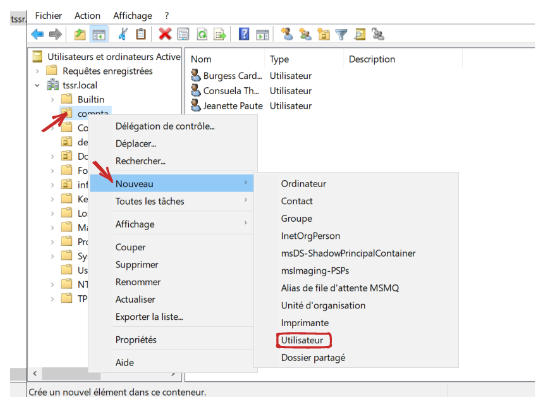 tssr.
Fichier Action Affichage ?
Utilisateurs et ordinateurs Active
Requêtes enregistrées
tssr.local
Builtin
compta
Co
de
Do
Fo
inf
Ke
Lo
Ma
Pro
Sy
Us
NT
TP
Nom Type Description
Burgess Card... Utilisateur
Consuela Th... Utilisateur
Jeanette Paute Utilisateur
Délégation de contrôle...
Déplacer...
Rechercher...
Nouveau
Toutes les tâches
Affichage
Couper
Supprimer
Renommer
Actualiser
Exporter la liste...
Propriétés
Aide
Ordinateur
Contact
Groupe
InetOrgPerson
msDS-ShadowPrincipalContainer
msImaging-PSPs
Alias de file d'attente MSMQ
Unité d'organisation
Imprimante
Utilisateur
Dossier partagé
Crée un nouvel élément dans ce conteneur.